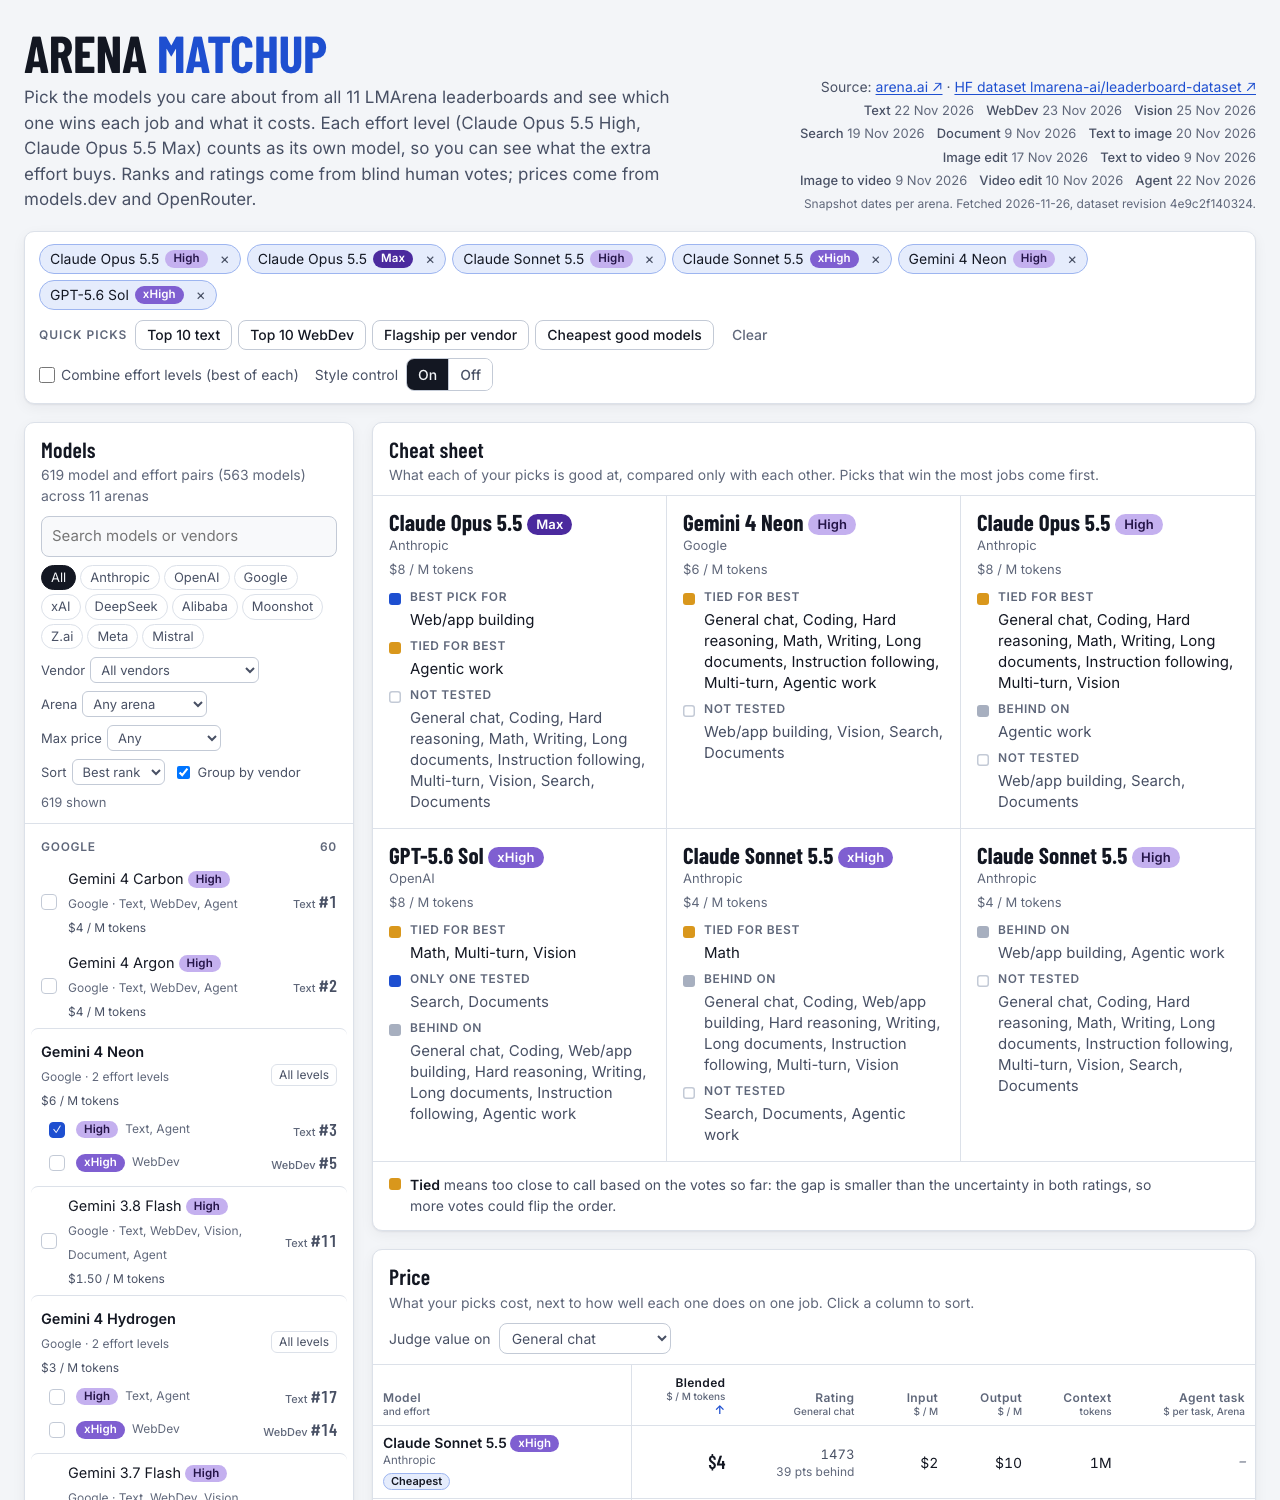 ARENA MATCHUP
Pick the models you care about from all 11 LMArena leaderboards and see which
one wins each job and what it costs. Each effort level (Claude Opus 5.5 High,
Claude Opus 5.5 Max) counts as its own model, so you can see what the extra
effort buys. Ranks and ratings come from blind human votes; prices come from
models.dev and OpenRouter.
Source: arena.ai ↗ · HF dataset lmarena-ai/leaderboard-dataset ↗
Text 22 Nov 2026 WebDev 23 Nov 2026 Vision 25 Nov 2026
Search 19 Nov 2026 Document 9 Nov 2026 Text to image 20 Nov 2026
Image edit 17 Nov 2026 Text to video 9 Nov 2026
Image to video 9 Nov 2026 Video edit 10 Nov 2026 Agent 22 Nov 2026
Snapshot dates per arena. Fetched 2026-11-26, dataset revision 4e9c2f140324.
Claude Opus 5.5 High × Claude Opus 5.5 Max × Claude Sonnet 5.5 High × Claude Sonnet 5.5 xHigh × Gemini 4 Neon High ×
GPT-5.6 Sol xHigh ×
QUICK PICKS Top 10 text Top 10 WebDev Flagship per vendor Cheapest good models Clear
Combine effort levels (best of each) Style control On Off
Models
619 model and effort pairs (563 models)
across 11 arenas
Search models or vendors
All Anthropic OpenAI Google
xAI DeepSeek Alibaba Moonshot
Z.ai Meta Mistral
Vendor All vendors
Arena Any arena
Max price Any
Sort Best rank Group by vendor
619 shown
GOOGLE 60
Gemini 4 Carbon High
Google · Text, WebDev, Agent Text #1
$4 / M tokens
Gemini 4 Argon High
Google · Text, WebDev, Agent Text #2
$4 / M tokens
Gemini 4 Neon
Google · 2 effort levels All levels
$6 / M tokens
High Text, Agent Text #3
xHigh WebDev WebDev #5
Gemini 3.8 Flash High
Google · Text, WebDev, Vision,
Document, Agent Text #11
$1.50 / M tokens
Gemini 4 Hydrogen
Google · 2 effort levels All levels
$3 / M tokens
High Text, Agent Text #17
xHigh WebDev WebDev #14
Gemini 3.7 Flash High
Google · Text, WebDev, Vision
Cheat sheet
What each of your picks is good at, compared only with each other. Picks that win the most jobs come first.
Claude Opus 5.5 Max
Anthropic
$8 / M tokens
BEST PICK FOR
Web/app building
TIED FOR BEST
Agentic work
NOT TESTED
General chat, Coding, Hard
reasoning, Math, Writing, Long
documents, Instruction following,
Multi-turn, Vision, Search,
Documents
Gemini 4 Neon High
Google
$6 / M tokens
TIED FOR BEST
General chat, Coding, Hard
reasoning, Math, Writing, Long
documents, Instruction following,
Multi-turn, Agentic work
NOT TESTED
Web/app building, Vision, Search,
Documents
Claude Opus 5.5 High
Anthropic
$8 / M tokens
TIED FOR BEST
General chat, Coding, Hard
reasoning, Math, Writing, Long
documents, Instruction following,
Multi-turn, Vision
BEHIND ON
Agentic work
NOT TESTED
Web/app building, Search,
Documents
GPT-5.6 Sol xHigh
OpenAI
$8 / M tokens
TIED FOR BEST
Math, Multi-turn, Vision
ONLY ONE TESTED
Search, Documents
BEHIND ON
General chat, Coding, Web/app
building, Hard reasoning, Writing,
Long documents, Instruction
following, Agentic work
Claude Sonnet 5.5 xHigh
Anthropic
$4 / M tokens
TIED FOR BEST
Math
BEHIND ON
General chat, Coding, Web/app
building, Hard reasoning, Writing,
Long documents, Instruction
following, Multi-turn, Vision
NOT TESTED
Search, Documents, Agentic
work
Claude Sonnet 5.5 High
Anthropic
$4 / M tokens
BEHIND ON
Web/app building, Agentic work
NOT TESTED
General chat, Coding, Hard
reasoning, Math, Writing, Long
documents, Instruction following,
Multi-turn, Vision, Search,
Documents
Tied means too close to call based on the votes so far: the gap is smaller than the uncertainty in both ratings, so
more votes could flip the order.
Price
What your picks cost, next to how well each one does on one job. Click a column to sort.
Judge value on General chat
Model Blended Rating Input Output Context Agent task
and effort $ / M tokens General chat $ / M $ / M tokens $ per task, Arena
↑
Claude Sonnet 5.5 xHigh
Anthropic $4 1473 $2 $10 1M –
39 pts behind
Cheapest